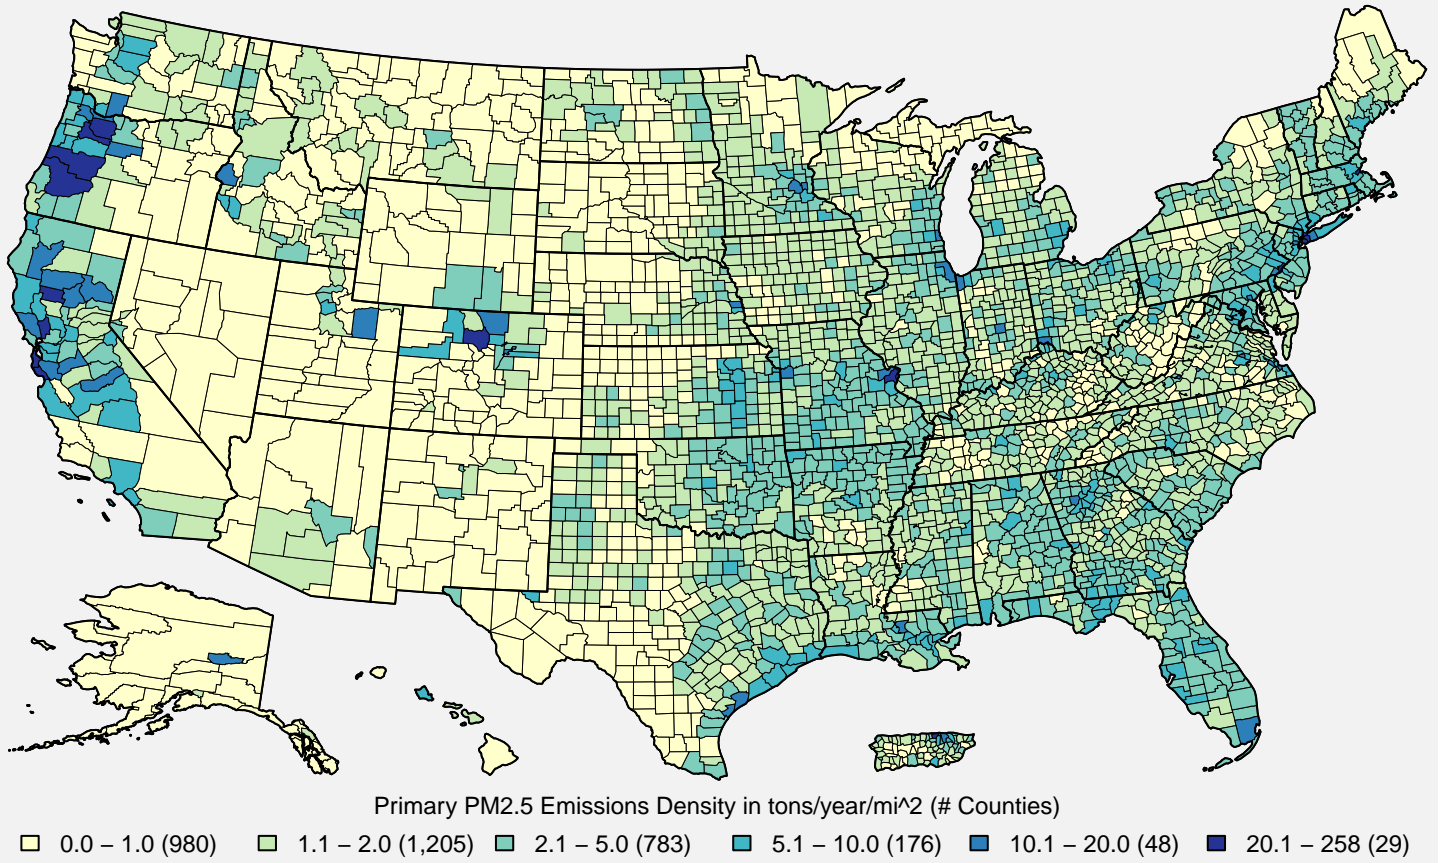 Primary PM2.5 Emissions Density in tons/year/mi^2 (# Counties)
0.0 − 1.0 (980) 1.1 − 2.0 (1,205) 2.1 − 5.0 (783) 5.1 − 10.0 (176) 10.1 − 20.0 (48) 20.1 − 258 (29)